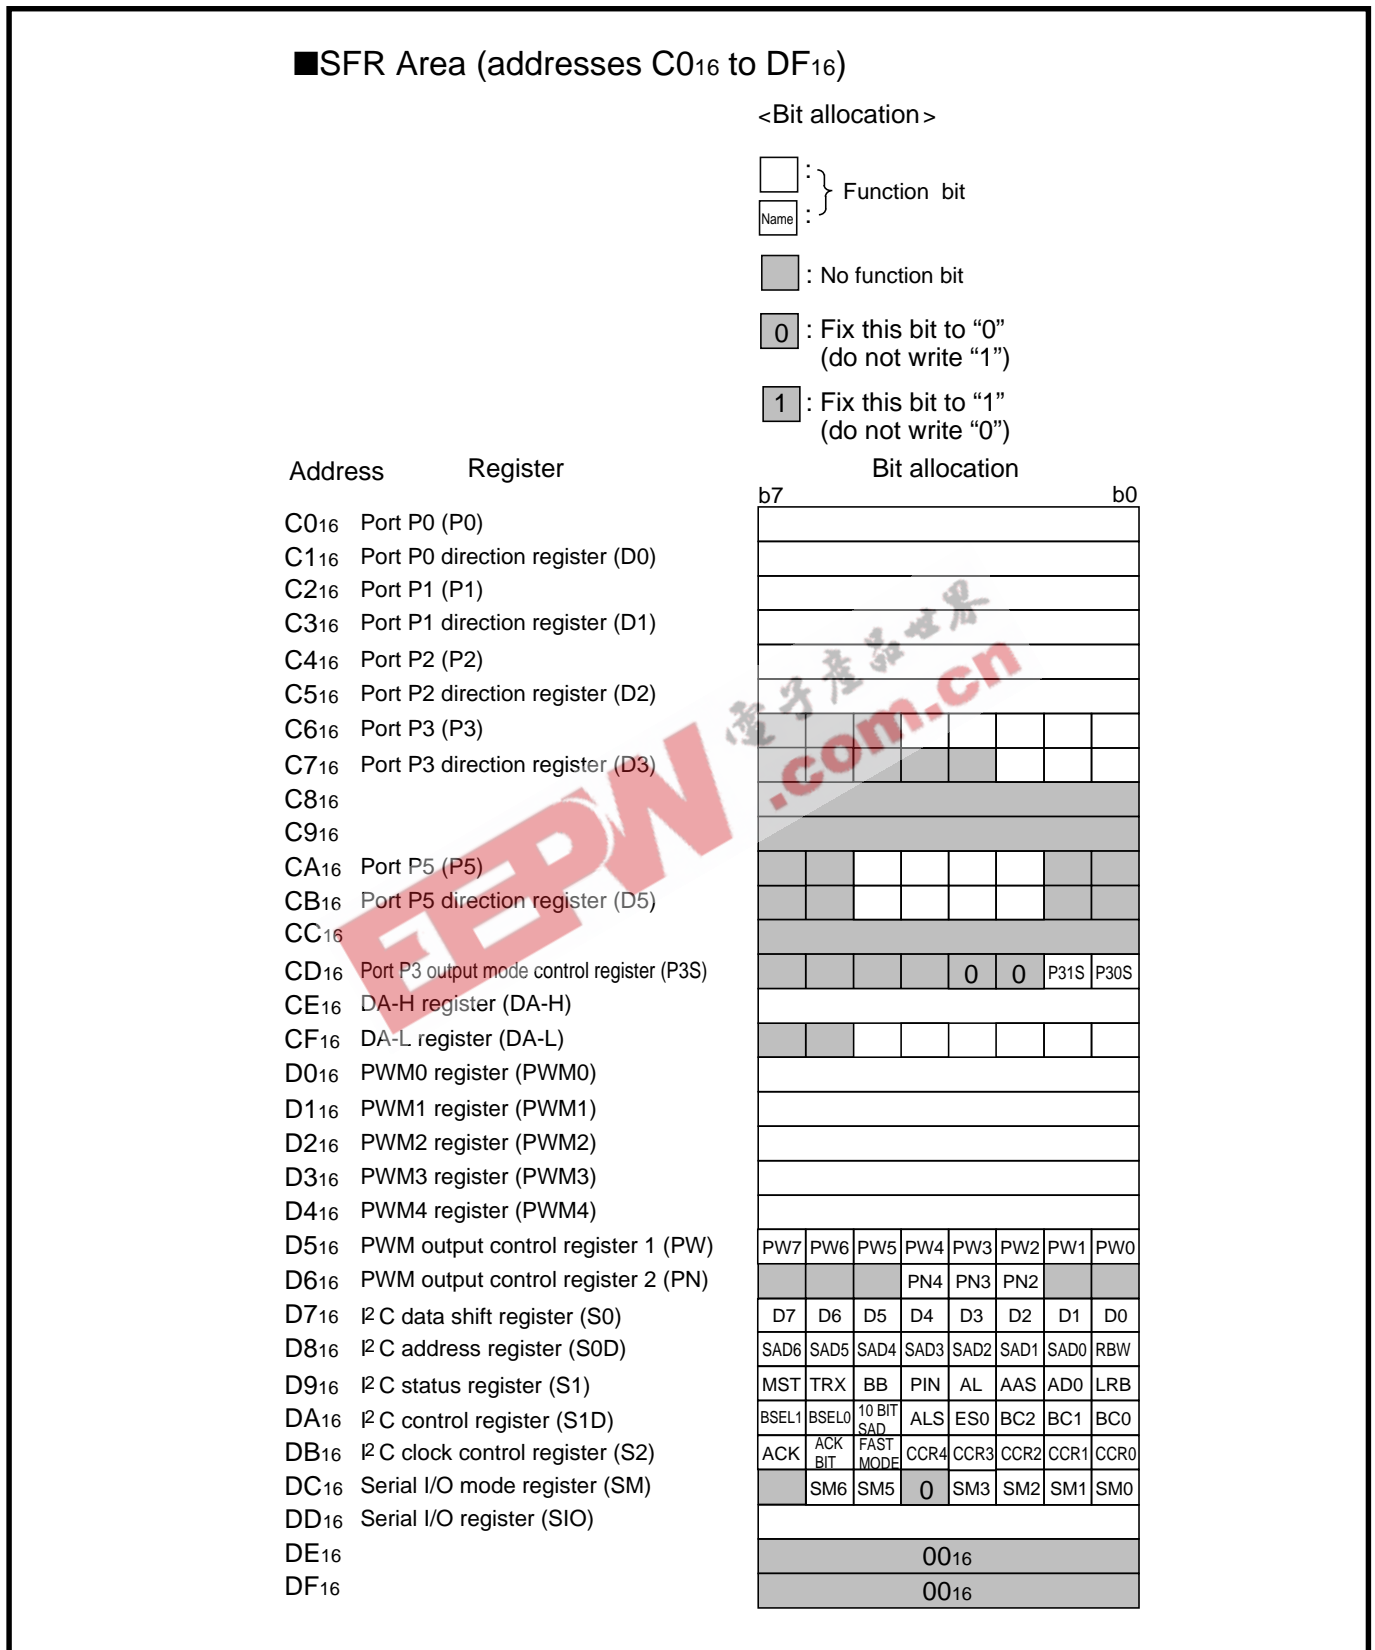 ■SFR Area (addresses C016 to DF16)
<Bit allocation>
:
Function bit
Name :
: No function bit
0 : Fix this bit to “0”
(do not write “1”)
1 : Fix this bit to “1”
(do not write “0”)
Address Register Bit allocation
b7 b0
C016 Port P0 (P0)
C116 Port P0 direction register (D0)
C216 Port P1 (P1)
C316 Port P1 direction register (D1)
C416 Port P2 (P2)
C516 Port P2 direction register (D2)
C616 Port P3 (P3)
C716 Port P3 direction register (D3)
C816
C916
CA16 Port P5 (P5)
CB16 Port P5 direction register (D5)
CC16
CD16 Port P3 output mode control register (P3S) 0 0 P31S P30S
CE16 DA-H register (DA-H)
CF16 DA-L register (DA-L)
D016 PWM0 register (PWM0)
D116 PWM1 register (PWM1)
D216 PWM2 register (PWM2)
D316 PWM3 register (PWM3)
D416 PWM4 register (PWM4)
D516 PWM output control register 1 (PW) PW7 PW6 PW5 PW4 PW3 PW2 PW1 PW0
D616 PWM output control register 2 (PN) PN4 PN3 PN2
D716 I2 C data shift register (S0) D7 D6 D5 D4 D3 D2 D1 D0
D816 I2 C address register (S0D) SAD6 SAD5 SAD4 SAD3 SAD2 SAD1 SAD0 RBW
D916 I2 C status register (S1) MST TRX BB PIN AL AAS AD0 LRB
DA16 I2 C control register (S1D) BSEL1 BSEL0 10 BIT SAD ALS ES0 BC2 BC1 BC0
DB16 I2 C clock control register (S2) ACK ACK BIT FAST MODE CCR4 CCR3 CCR2 CCR1 CCR0
DC16 Serial I/O mode register (SM) SM6 SM5 0 SM3 SM2 SM1 SM0
DD16 Serial I/O register (SIO)
DE16 0016
DF16 0016
EEPW 電子產品世界
.com.cn